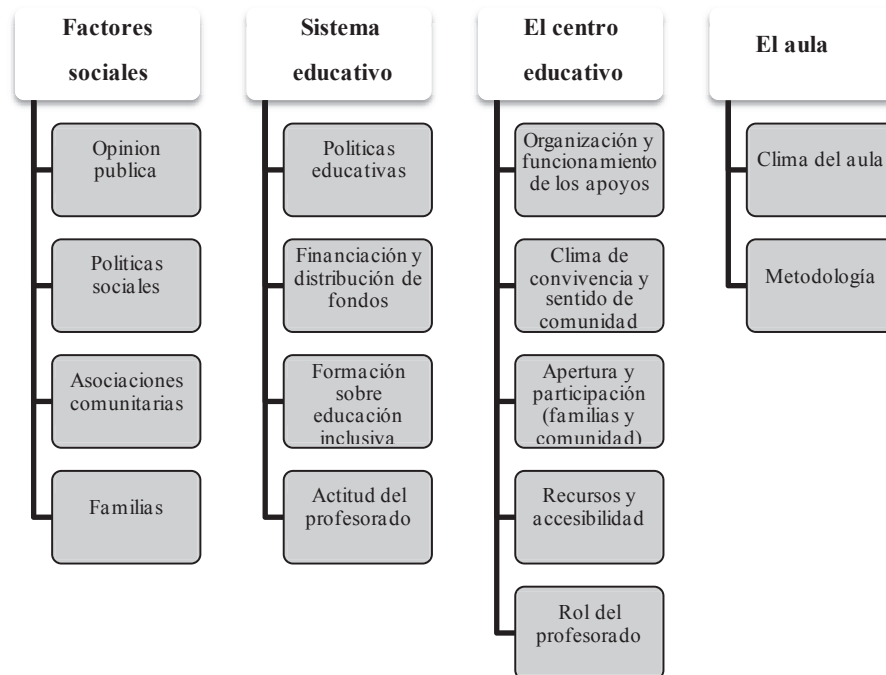 Factores
sociales
Opinion
publica
Politicas
sociales
Asociaciones
comunitarias
Familias
Sistema
educativo
Politicas
educativas
Financiación y
distribución de
fondos
Formación
sobre
educación
inclusiva
Actitud del
profesorado
El centro
educativo
Organización y
funcionamiento
de los apoyos
Clima de
convivencia y
sentido de
comunidad
Apertura y
participación
(familias y
comunidad)
Recursos y
accesibilidad
Rol del
profesorado
El aula
Clima del aula
Metodología